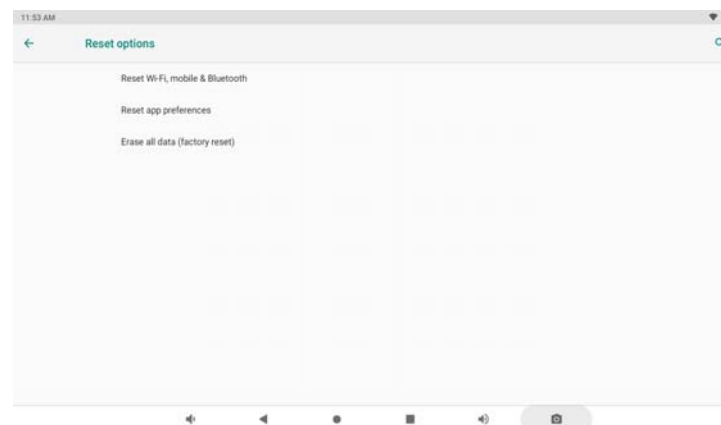 11:53 AM
Reset options
Reset Wi-Fi, mobile & Bluetooth
Reset app preferences
Erase all data (factory reset)